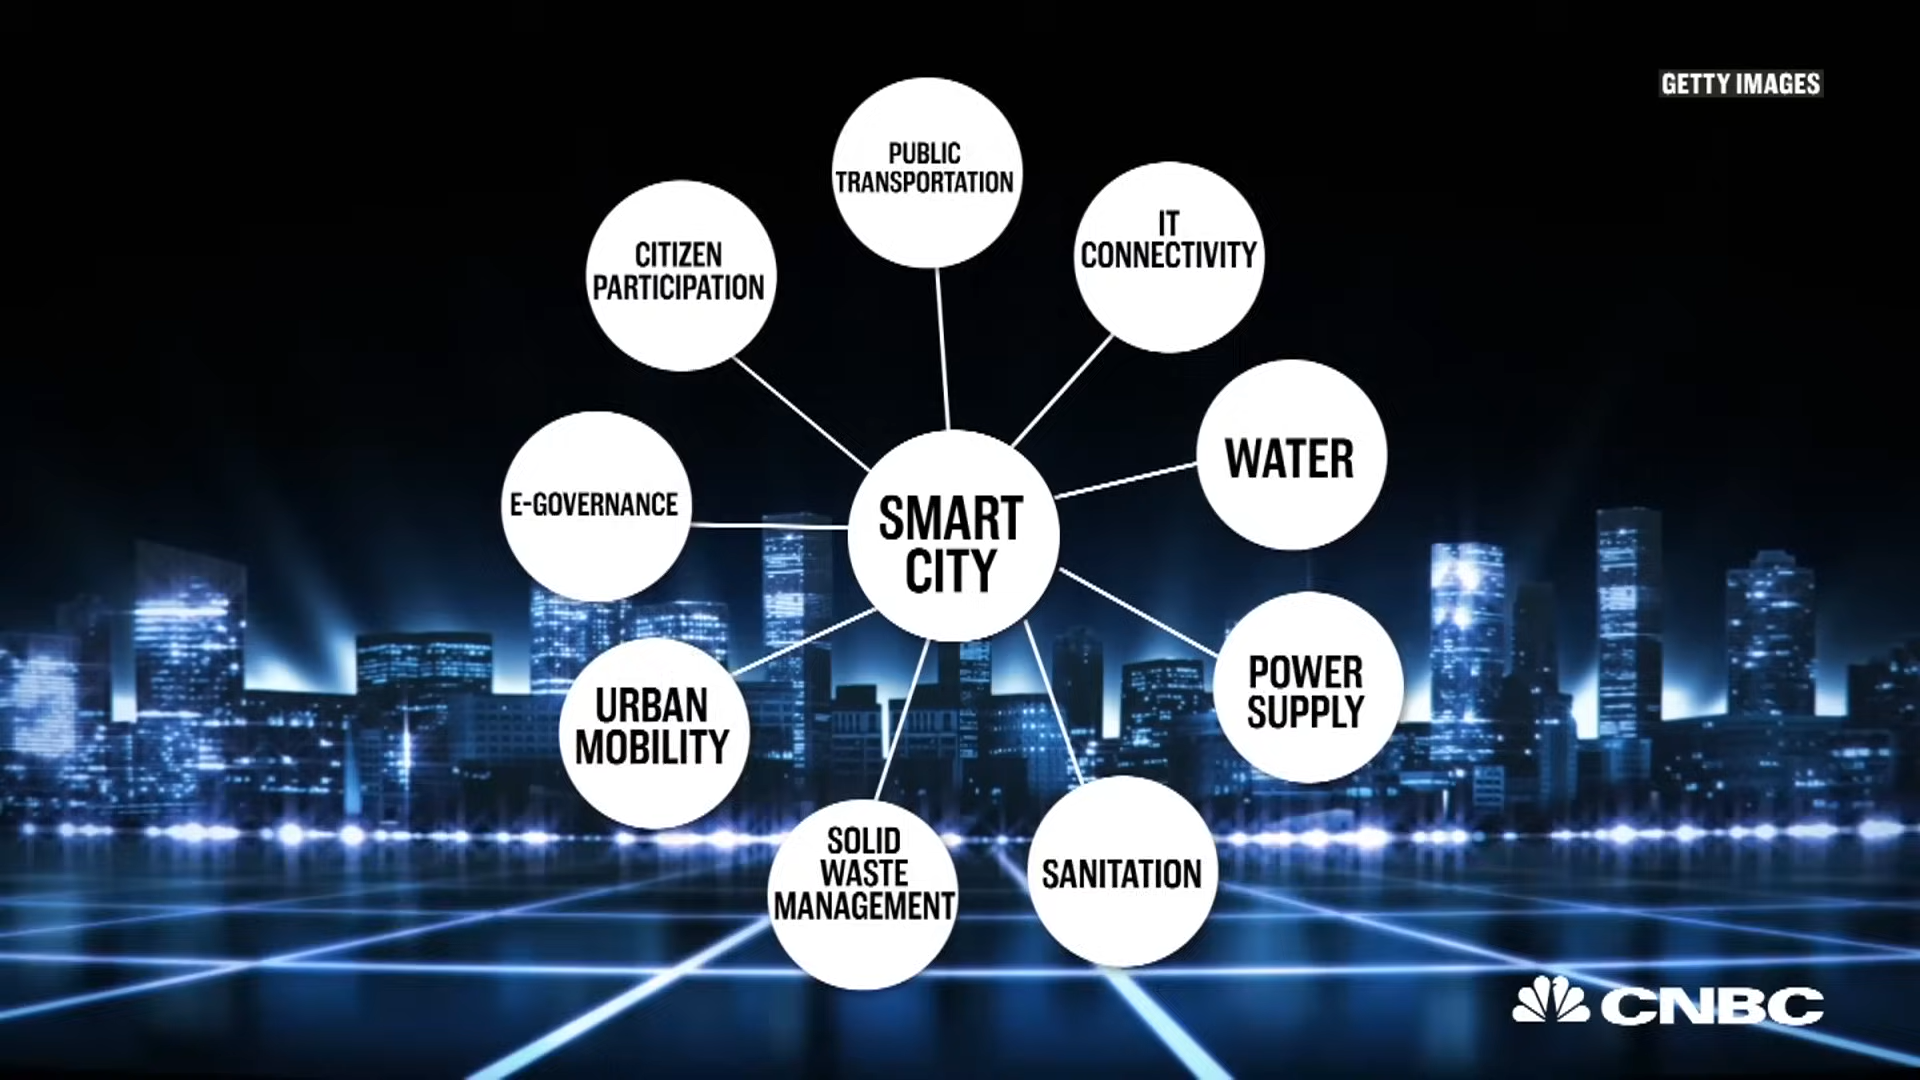 GETTY IMAGES
PUBLIC
TRANSPORTATION
IT
CONNECTIVITY
CITIZEN
PARTICIPATION
WATER
E-GOVERNANCE
SMART
CITY
POWER
SUPPLY
URBAN
MOBILITY
SOLID
WASTE
MANAGEMENT
SANITATION
CNBC